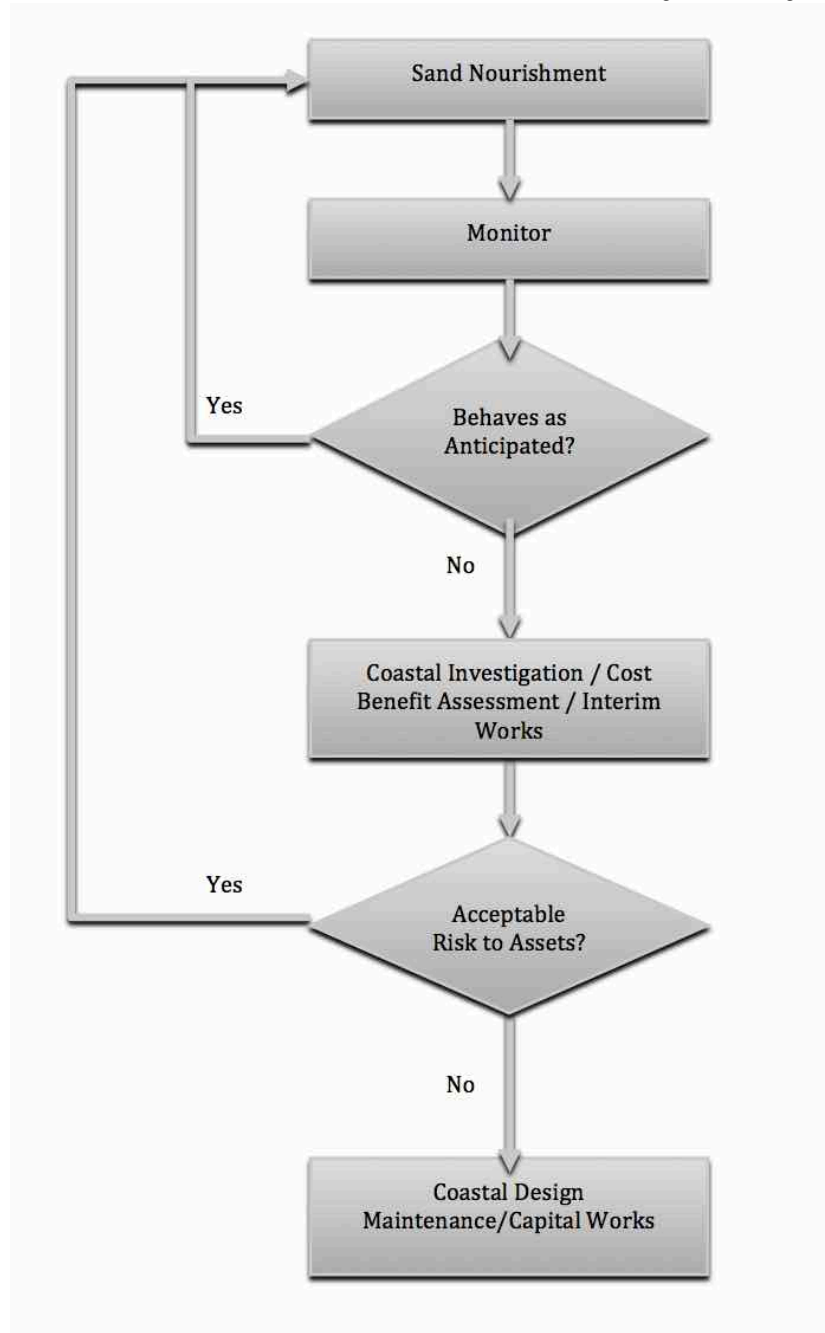 Sand Nourishment
Monitor
Behaves as
Anticipated?
Yes
No
Coastal Investigation / Cost
Benefit Assessment / Interim
Works
Acceptable
Risk to Assets?
Yes
No
Coastal Design
Maintenance/Capital Works